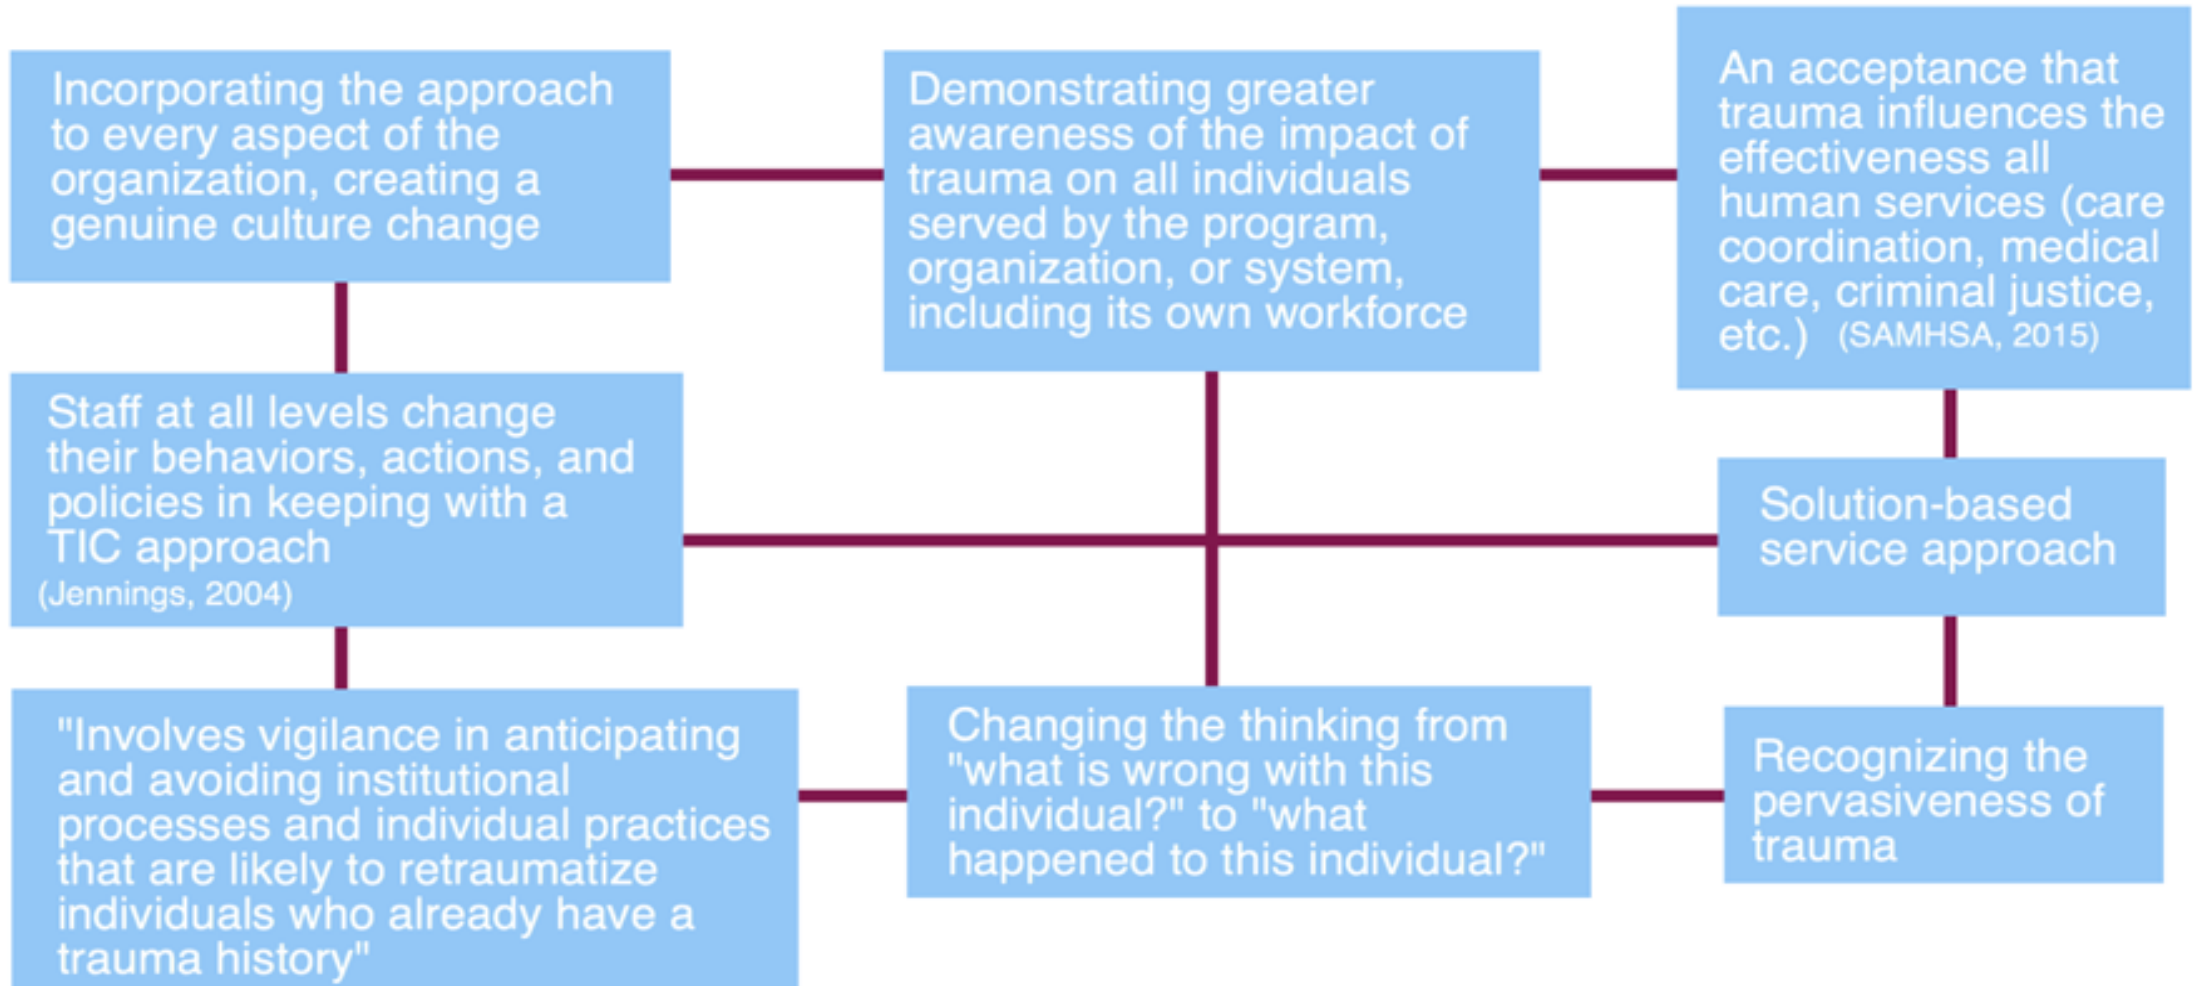 Incorporating the approach
to every aspect of the
organization, creating a
genuine culture change
Demonstrating greater
awareness of the impact of
trauma on all individuals
served by the program,
organization, or system,
including its own workforce
An acceptance that
trauma influences the
effectiveness all
human services (care
coordination, medical
care, criminal justice,
etc.) (SAMHSA, 2015)
Staff at all levels change
their behaviors, actions, and
policies in keeping with a
TIC approach
(Jennings, 2004)
Solution-based
service approach
"Involves vigilance in anticipating
and avoiding institutional
processes and individual practices
that are likely to retraumatize
individuals who already have a
trauma history"
Changing the thinking from
"what is wrong with this
individual?" to "what
happened to this individual?"
Recognizing the
pervasiveness of
trauma